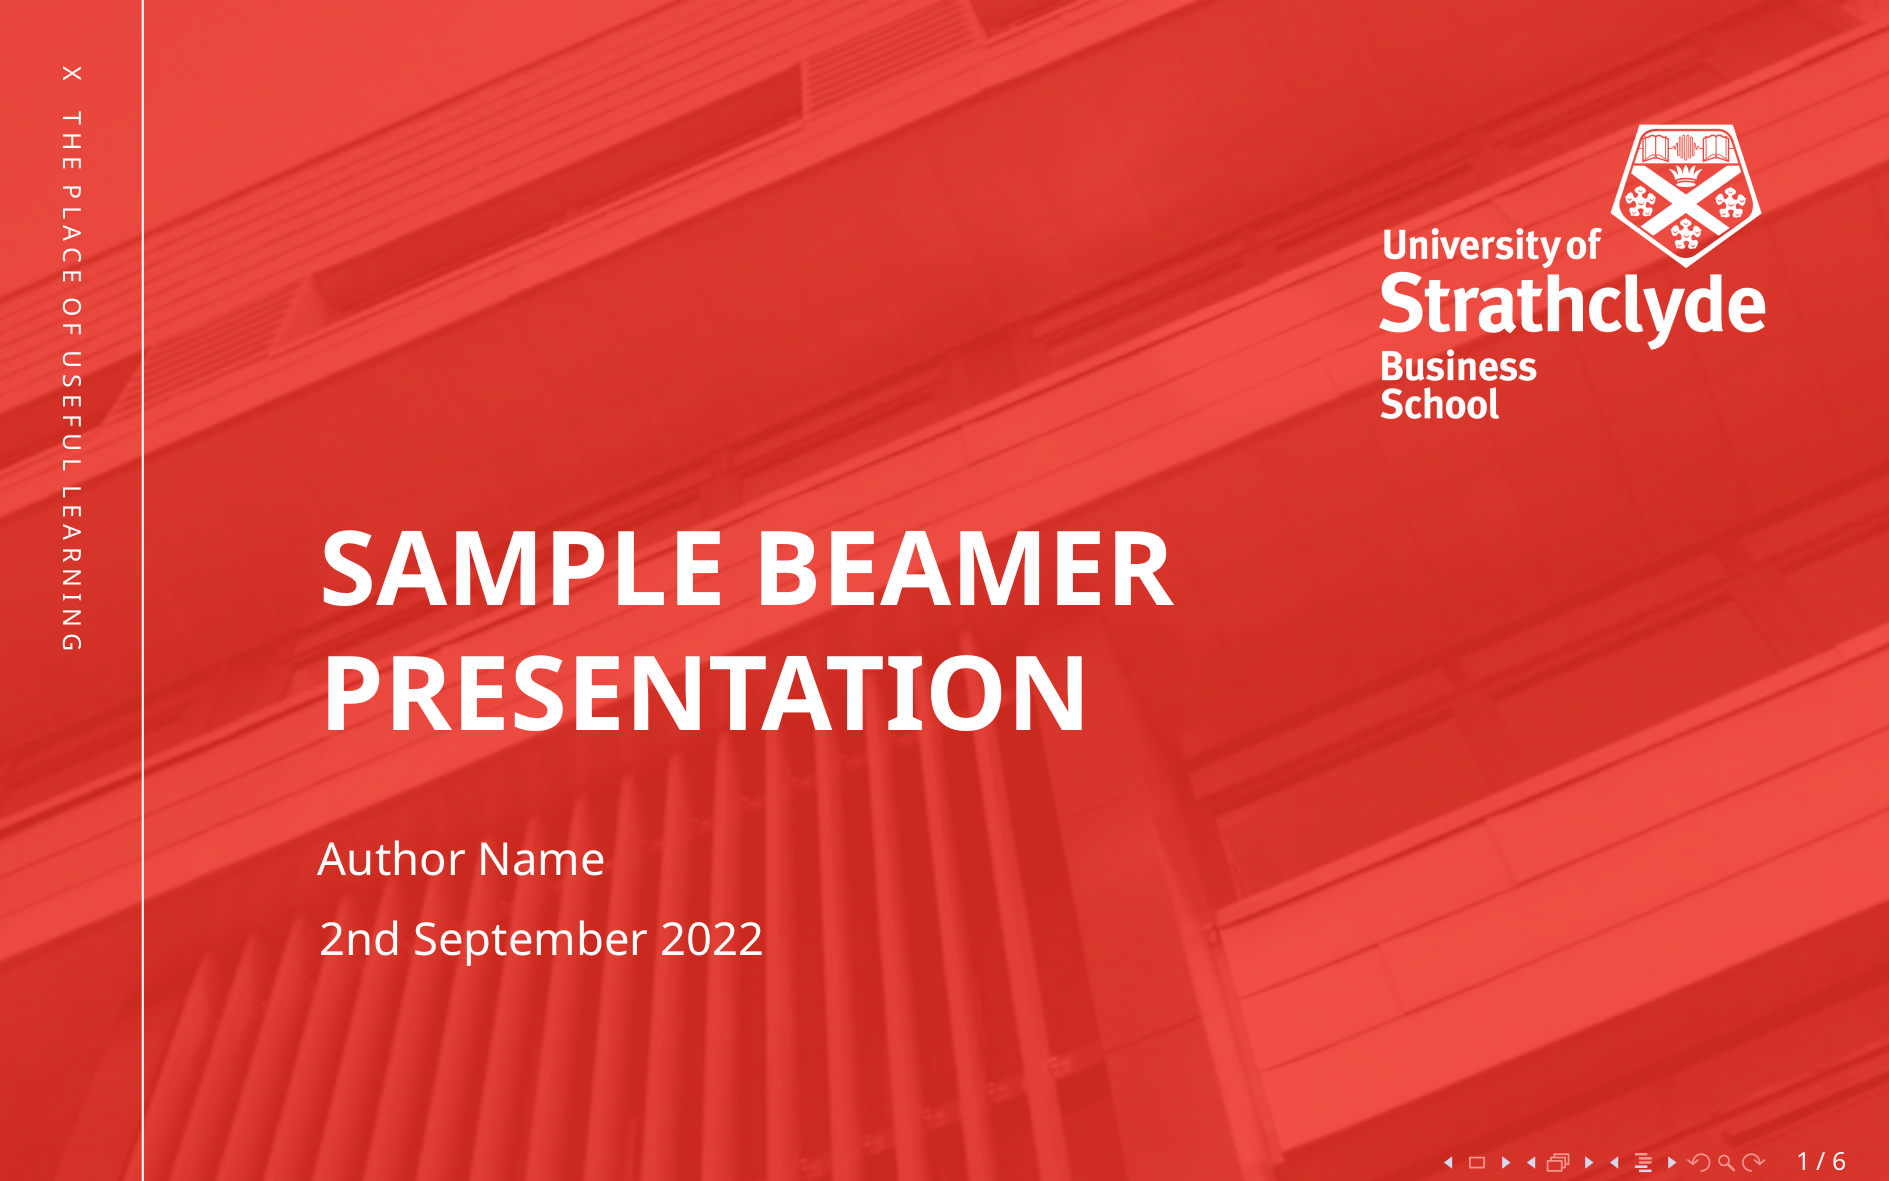 X THE PLACE OF USEFUL LEARNING
University of
Strathclyde
Business
School
SAMPLE BEAMER
PRESENTATION
Author Name
2nd September 2022
1 / 6